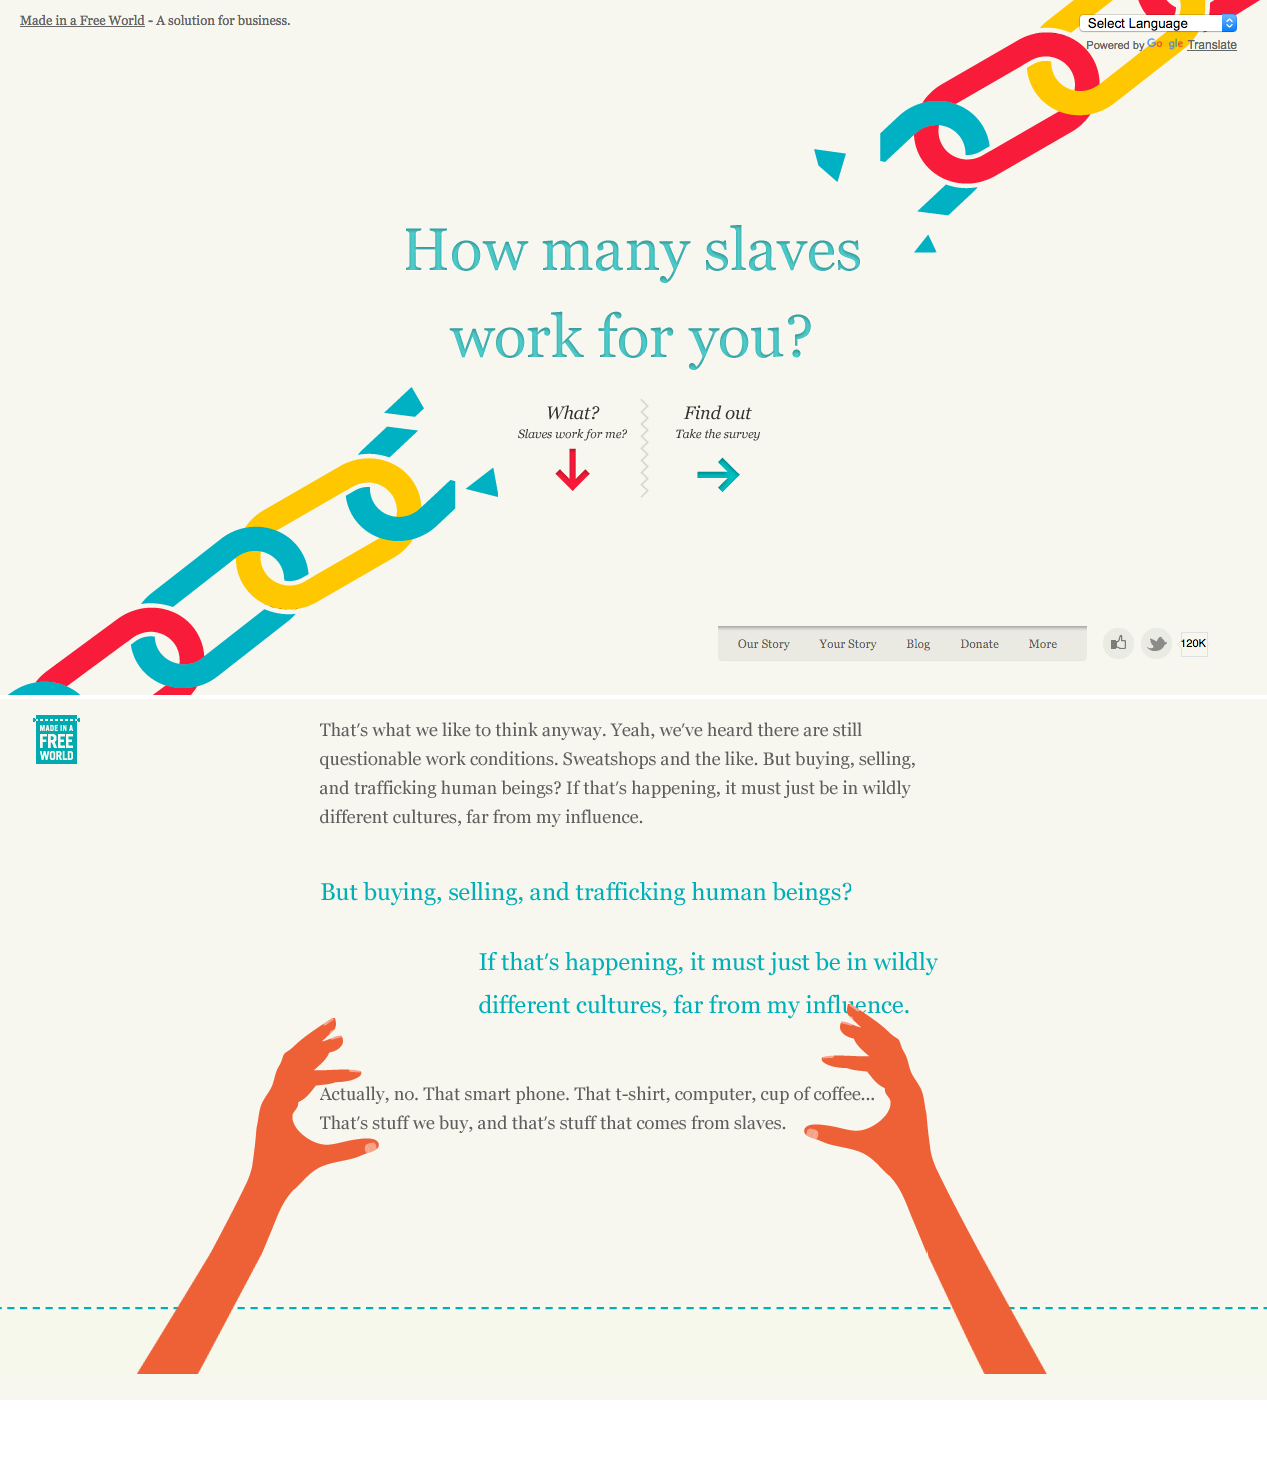 Made in a Free World - A solution for business.
Select Language
Powered by Google Translate
How many slaves
work for you?
What?
Slaves work for me?
Find out
Take the survey
Our Story Your Story Blog Donate More
120K
MADE IN A
FREE
WORLD
That's what we like to think anyway. Yeah, we've heard there are still
questionable work conditions. Sweatshops and the like. But buying, selling,
and trafficking human beings? If that's happening, it must just be in wildly
different cultures, far from my influence.
But buying, selling, and trafficking human beings?
If that's happening, it must just be in wildly
different cultures, far from my influence.
Actually, no. That smart phone. That t-shirt, computer, cup of coffee...
That's stuff we buy, and that's stuff that comes from slaves.